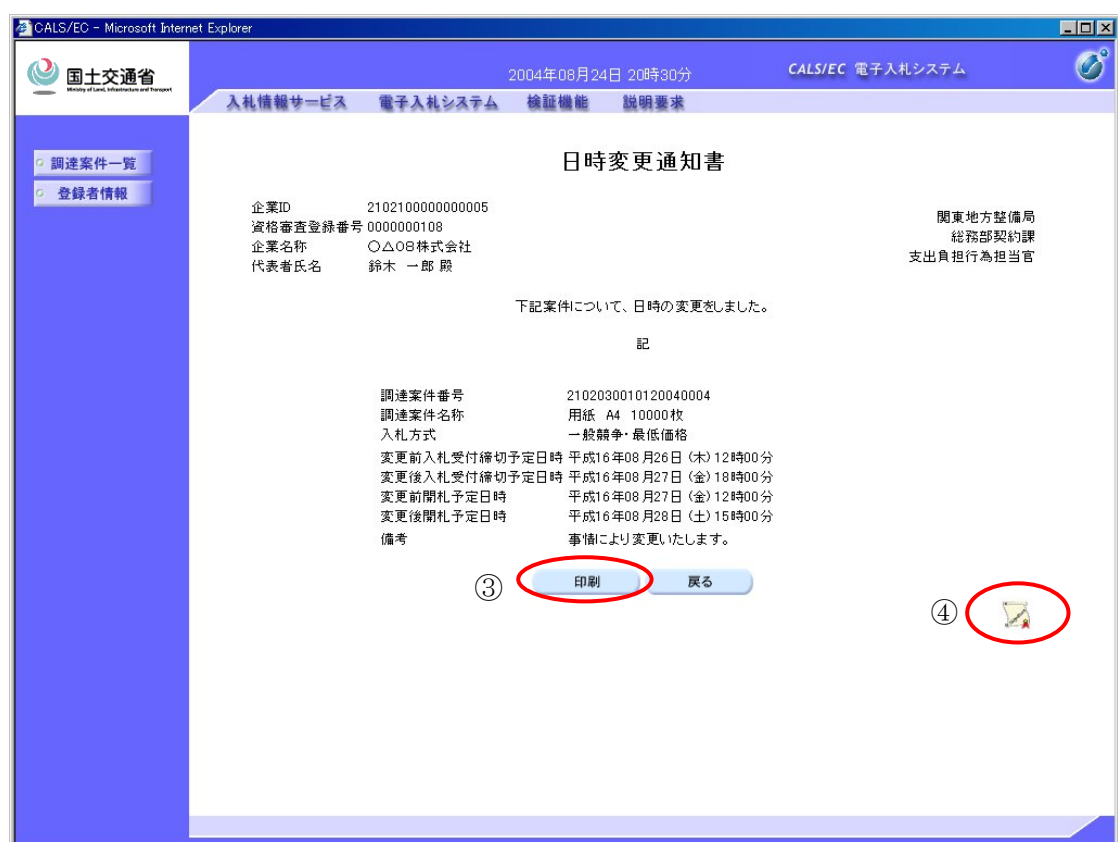 CALS/EC - Microsoft Internet Explorer
国土交通省
Ministry of Land, Infrastructure and Transport
2004年08月24日 20時30分
CALS/EC 電子入札システム
入札情報サービス 電子入札システム 検証機能 説明要求
調達案件一覧
登録者情報
日時変更通知書
企業ID 2102100000000005
資格審査登録番号 0000000108
企業名称 〇△〇8株式会社
代表者氏名 鈴木 一郎 殿
関東地方整備局
総務部契約課
支出負担行為担当官
下記案件について、日時の変更をしました。
記
調達案件番号 2102030010120040004
調達案件名称 用紙 A4 10000枚
入札方式 一般競争・最低価格
変更前入札受付締切予定日時 平成16年08月26日(木)12時00分
変更後入札受付締切予定日時 平成16年08月27日(金)18時00分
変更前開札予定日時 平成16年08月27日(金)12時00分
変更後開札予定日時 平成16年08月28日(土)15時00分
備考 事情により変更いたします。
③ 印刷 戻る
④